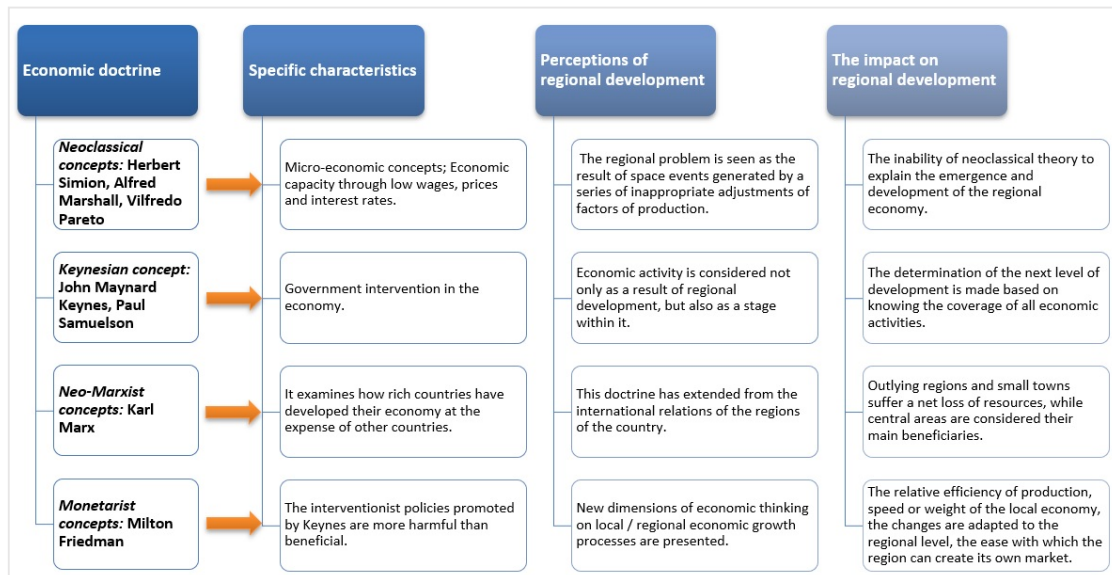 Economic doctrine
Specific characteristics
Perceptions of
regional development
The impact on
regional development
Neoclassical
concepts: Herbert
Simion, Alfred
Marshall, Vilfredo
Pareto
Micro-economic concepts; Economic
capacity through low wages, prices
and interest rates.
The regional problem is seen as the
result of space events generated by a
series of inappropriate adjustments of
factors of production.
The inability of neoclassical theory to
explain the emergence and
development of the regional
economy.
Keynesian concept:
John Maynard
Keynes, Paul
Samuelson
Government intervention in the
economy.
Economic activity is considered not
only as a result of regional
development, but also as a stage
within it.
The determination of the next level of
development is made based on
knowing the coverage of all economic
activities.
Neo-Marxist
concepts: Karl
Marx
It examines how rich countries have
developed their economy at the
expense of other countries.
This doctrine has extended from the
international relations of the regions
of the country.
Outlying regions and small towns
suffer a net loss of resources, while
central areas are considered their
main beneficiaries.
Monetarist
concepts: Milton
Friedman
The interventionist policies promoted
by Keynes are more harmful than
beneficial.
New dimensions of economic thinking
on local / regional economic growth
processes are presented.
The relative efficiency of production,
speed or weight of the local economy,
the changes are adapted to the
regional level, the ease with which the
region can create its own market.